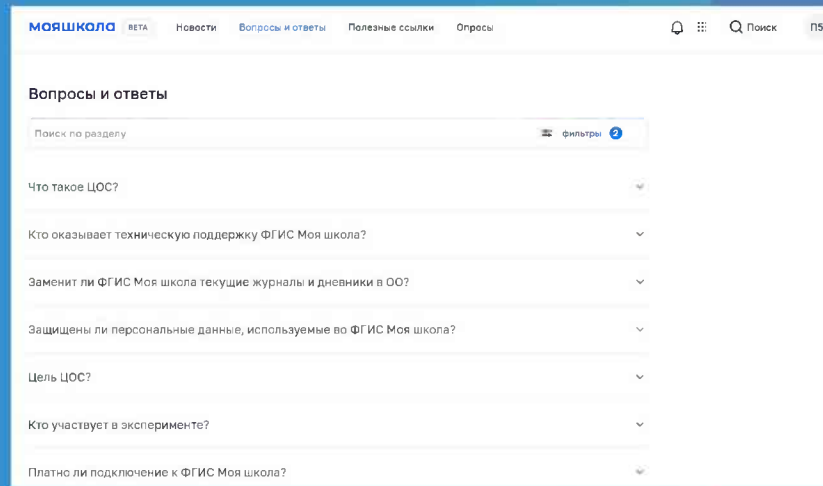 МОЯШКОЛА BETA Новости Вопросы и ответы Полезные ссылки Опросы Поиск П5
Вопросы и ответы
Поиск по разделу фильтры 2
Что такое ЦОС?
Кто оказывает техническую поддержку ФГИС Моя школа?
Заменит ли ФГИС Моя школа текущие журналы и дневники в ОО?
Защищены ли персональные данные, используемые во ФГИС Моя школа?
Цель ЦОС?
Кто участвует в эксперименте?
Платно ли подключение к ФГИС Моя школа?